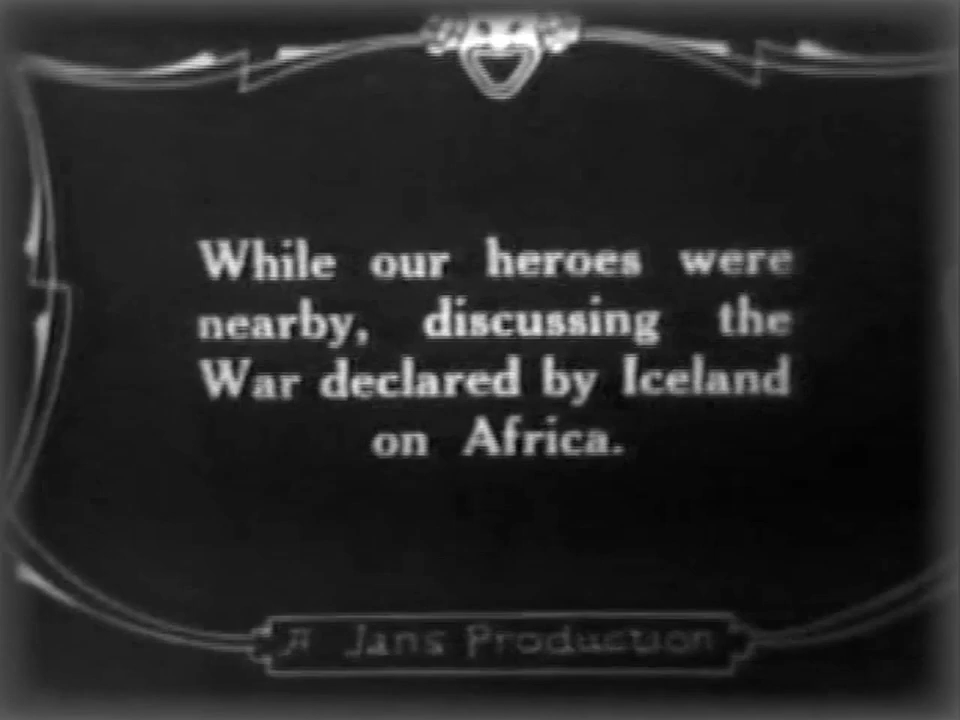 While our heroes were
nearby, discussing the
War declared by Iceland
on Africa.
A Jans Production